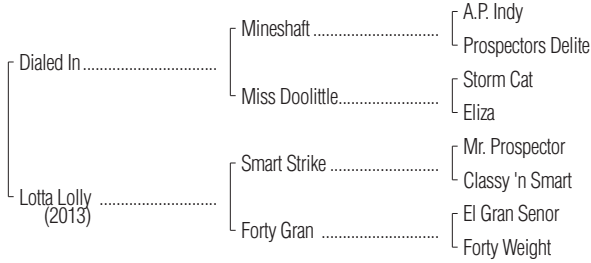 A.P. Indy
Mineshaft
Prospectors Delite
Dialed In
Storm Cat
Miss Doolittle
Eliza
Mr. Prospector
Smart Strike
Classy 'n Smart
Lotta Lolly
(2013)
El Gran Senor
Forty Gran
Forty Weight